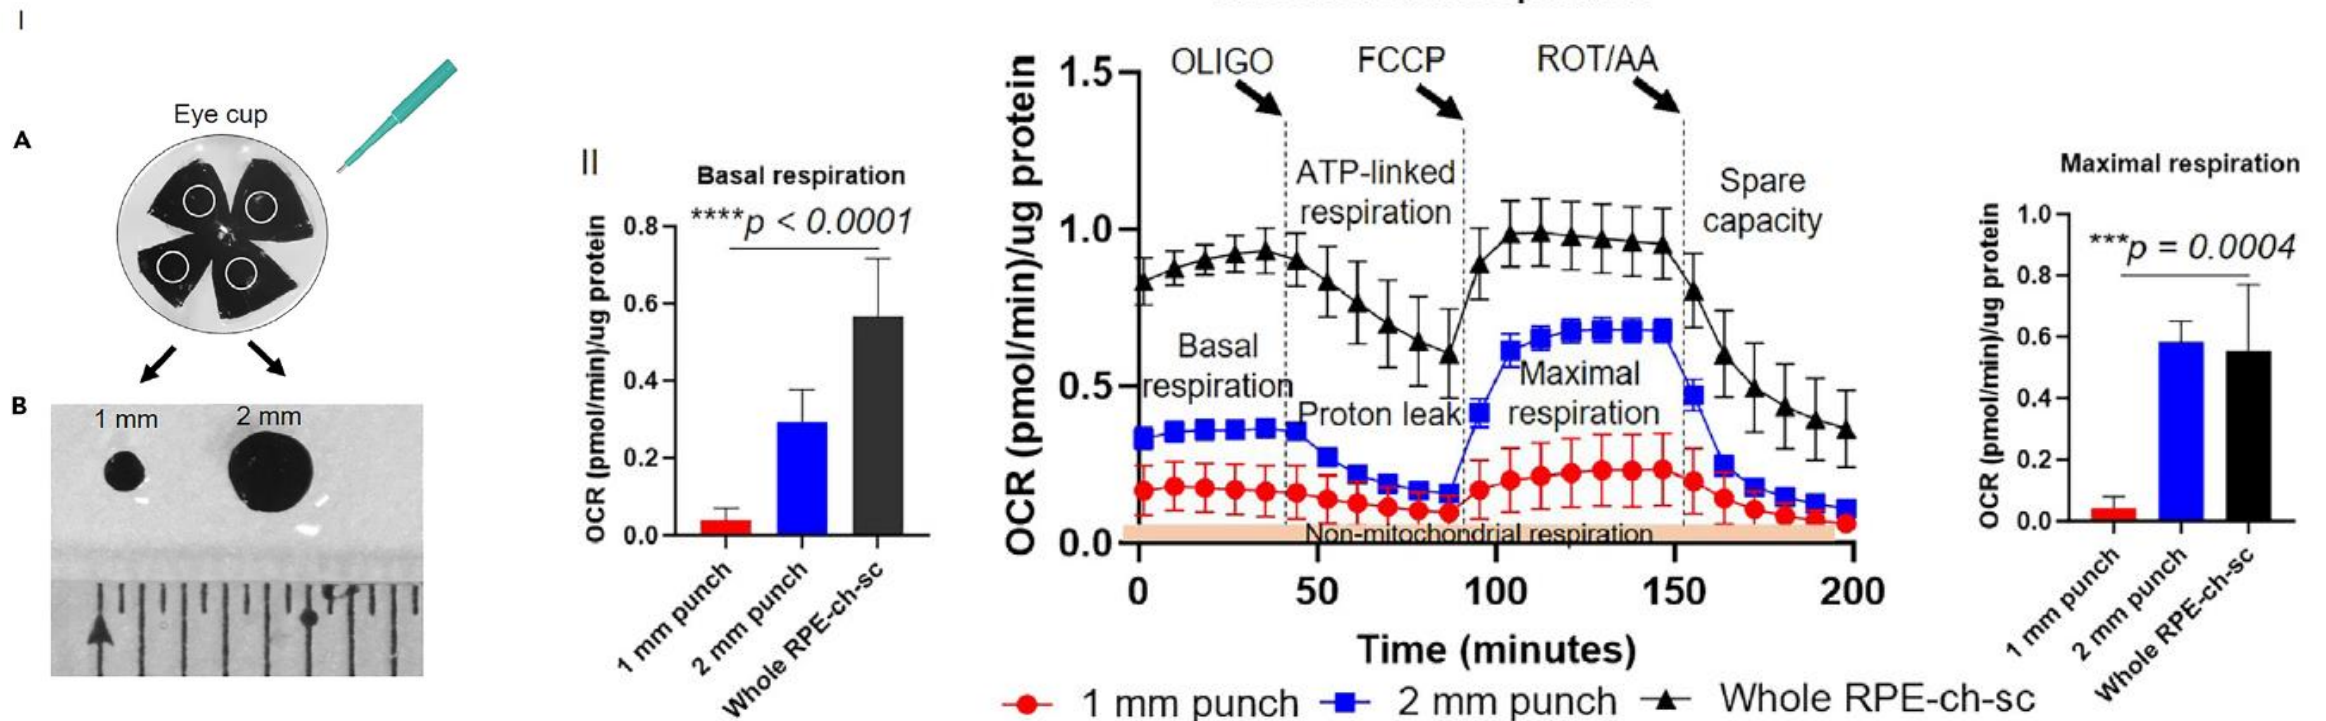 I
A
Eye cup
B
1 mm
2 mm
II
Basal respiration
****p < 0.0001
OCR (pmol/min)/ug protein
0.8
0.6
0.4
0.2
0.0
1 mm punch
2 mm punch
Whole RPE-ch-sc
OCR (pmol/min)/ug protein
1.5
1.0
0.5
0.0
OLIGO
FCCP
ROT/AA
ATP-linked
respiration
Spare
capacity
Basal
respiration
Proton leak
Maximal
respiration
Non-mitochondrial respiration
0
50
100
150
200
Time (minutes)
1 mm punch
2 mm punch
Whole RPE-ch-sc
Maximal respiration
***p = 0.0004
OCR (pmol/min)/ug protein
1.0
0.8
0.6
0.4
0.2
0.0
1 mm punch
2 mm punch
Whole RPE-ch-sc